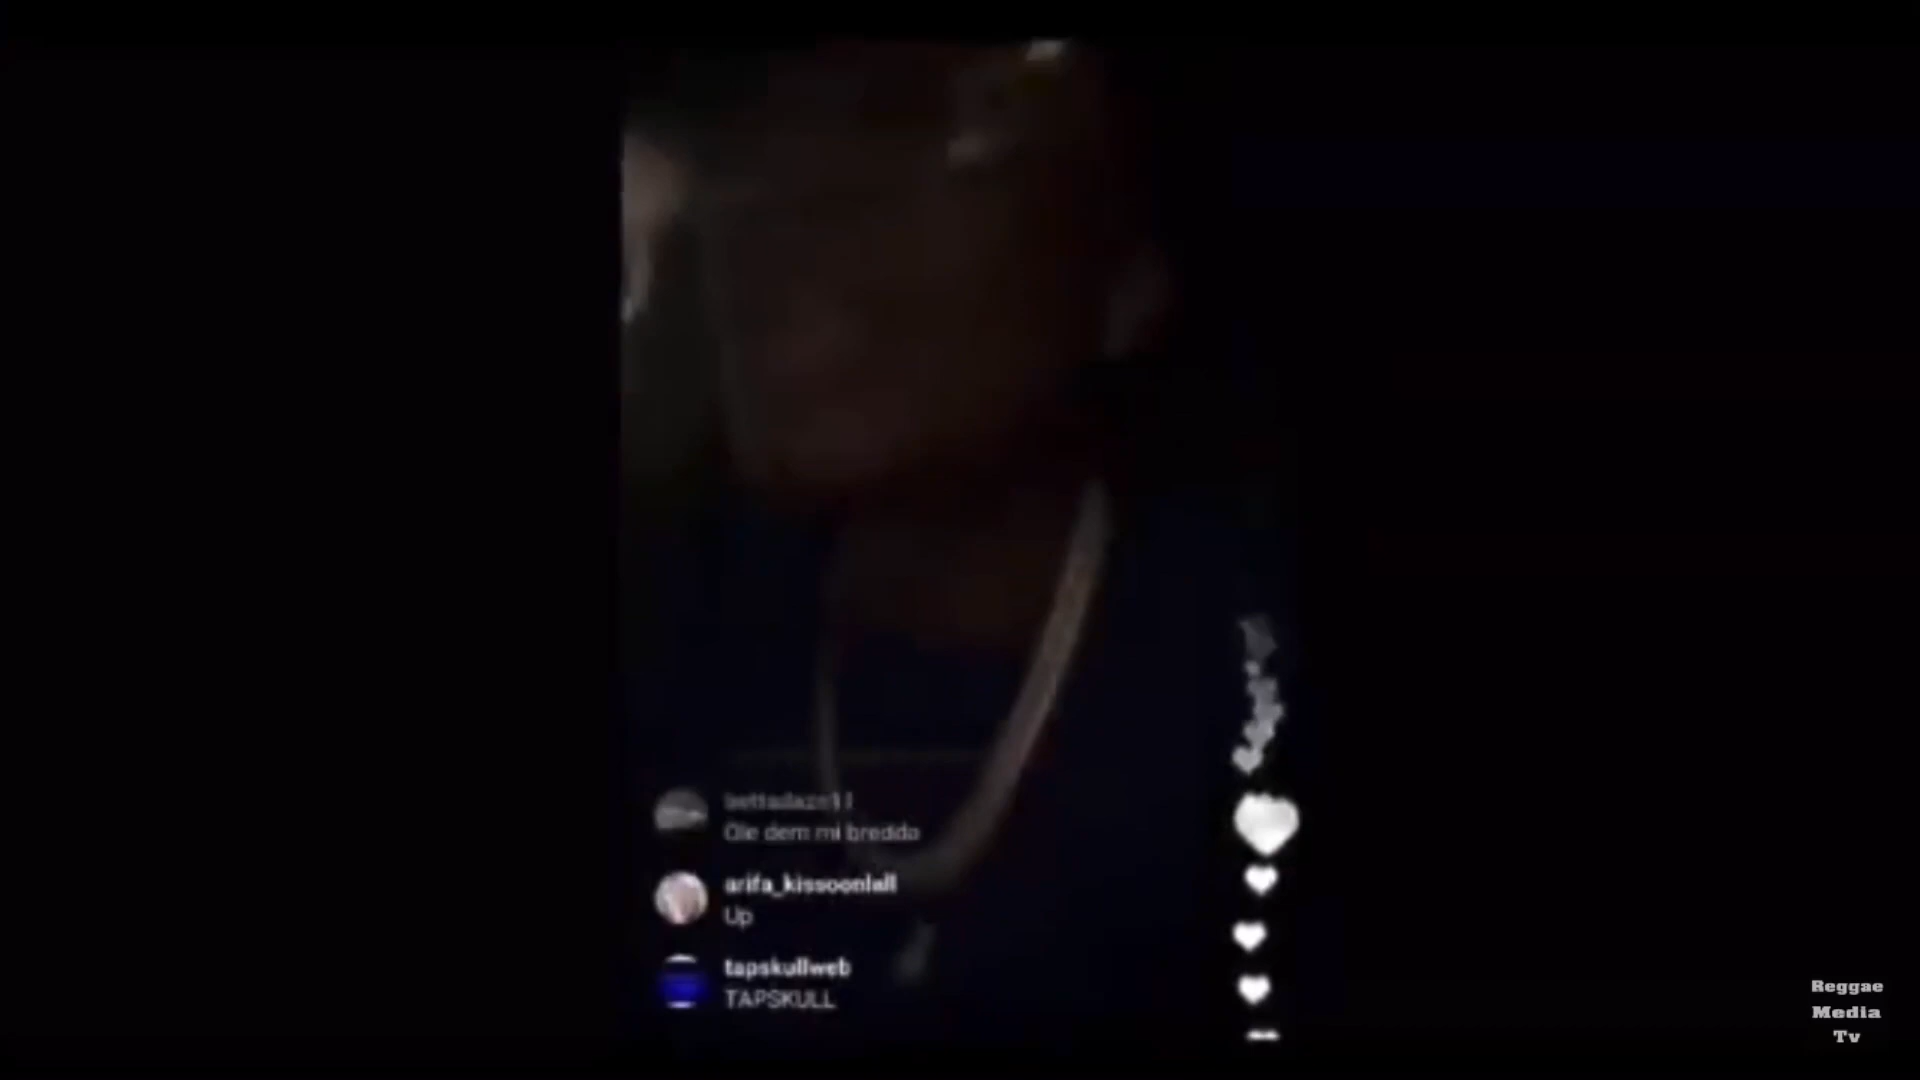 Ole dem mi bredda
arifa_kissoonlall
Up
tapskullweb
TAPSKULL
Reggae
Media
Tv